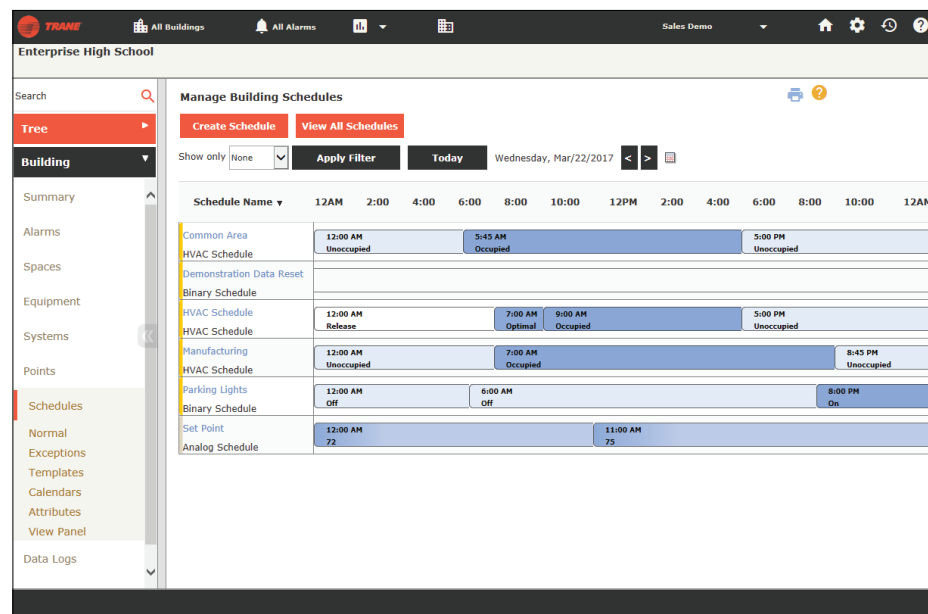 TRANE All Buildings All Alarms Sales Demo
Enterprise High School
Search
Tree
Building
Summary
Alarms
Spaces
Equipment
Systems
Points
Schedules
Normal
Exceptions
Templates
Calendars
Attributes
View Panel
Data Logs
Manage Building Schedules
Create Schedule View All Schedules
Show only None Apply Filter Today Wednesday, Mar/22/2017 < >
Schedule Name 12AM 2:00 4:00 6:00 8:00 10:00 12PM 2:00 4:00 6:00 8:00 10:00 12AM
Common Area 12:00 AM 5:45 AM 5:00 PM
HVAC Schedule Unoccupied Occupied Unoccupied
Demonstration Data Reset
Binary Schedule
HVAC Schedule 12:00 AM 7:00 AM 9:00 AM 5:00 PM
HVAC Schedule Release Optimal Occupied Unoccupied
Manufacturing 12:00 AM 7:00 AM 8:45 PM
HVAC Schedule Unoccupied Occupied Unoccupied
Parking Lights 12:00 AM 6:00 AM 8:00 PM
Binary Schedule Off Off On
Set Point 12:00 AM 11:00 AM
Analog Schedule 72 75